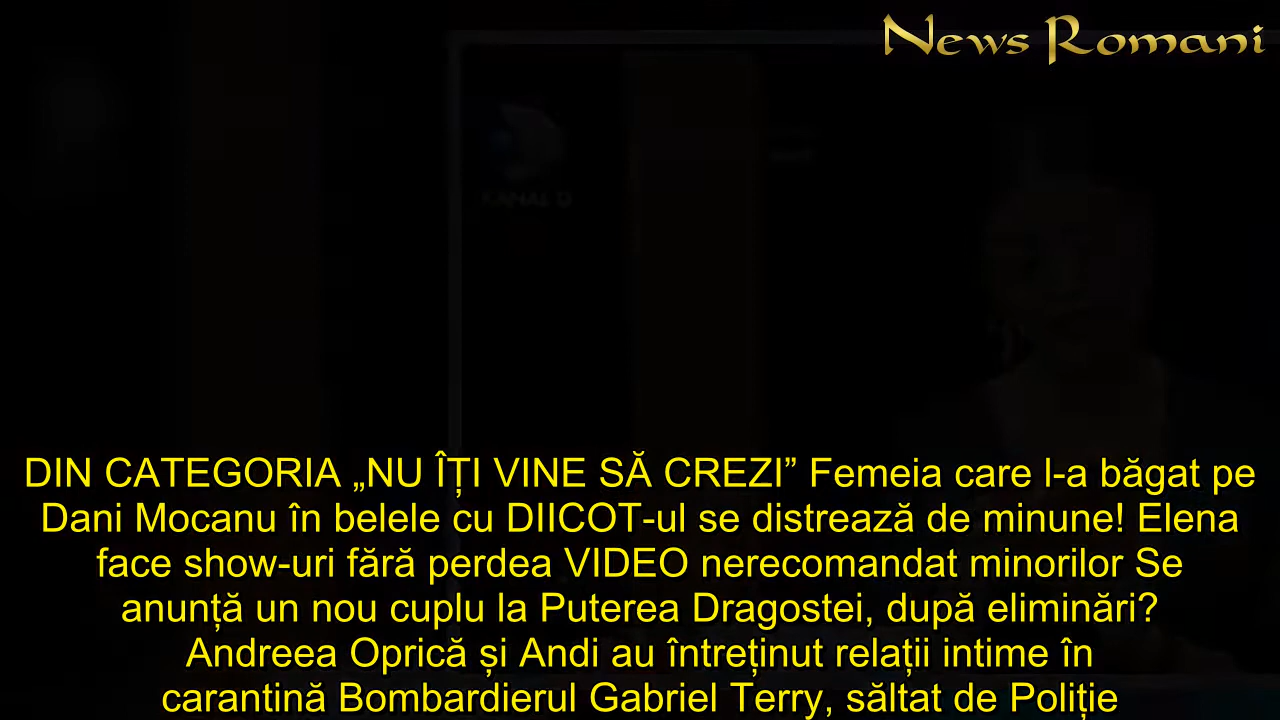 News Romani
KANAL D
DIN CATEGORIA „NU ÎȚI VINE SĂ CREZI” Femeia care l-a băgat pe
Dani Mocanu în belele cu DIICOT-ul se distrează de minune! Elena
face show-uri fără perdea VIDEO nerecomandat minorilor Se
anunță un nou cuplu la Puterea Dragostei, după eliminări?
Andreea Oprică și Andi au întreținut relații intime în
carantină Bombardierul Gabriel Terry, săltat de Poliție